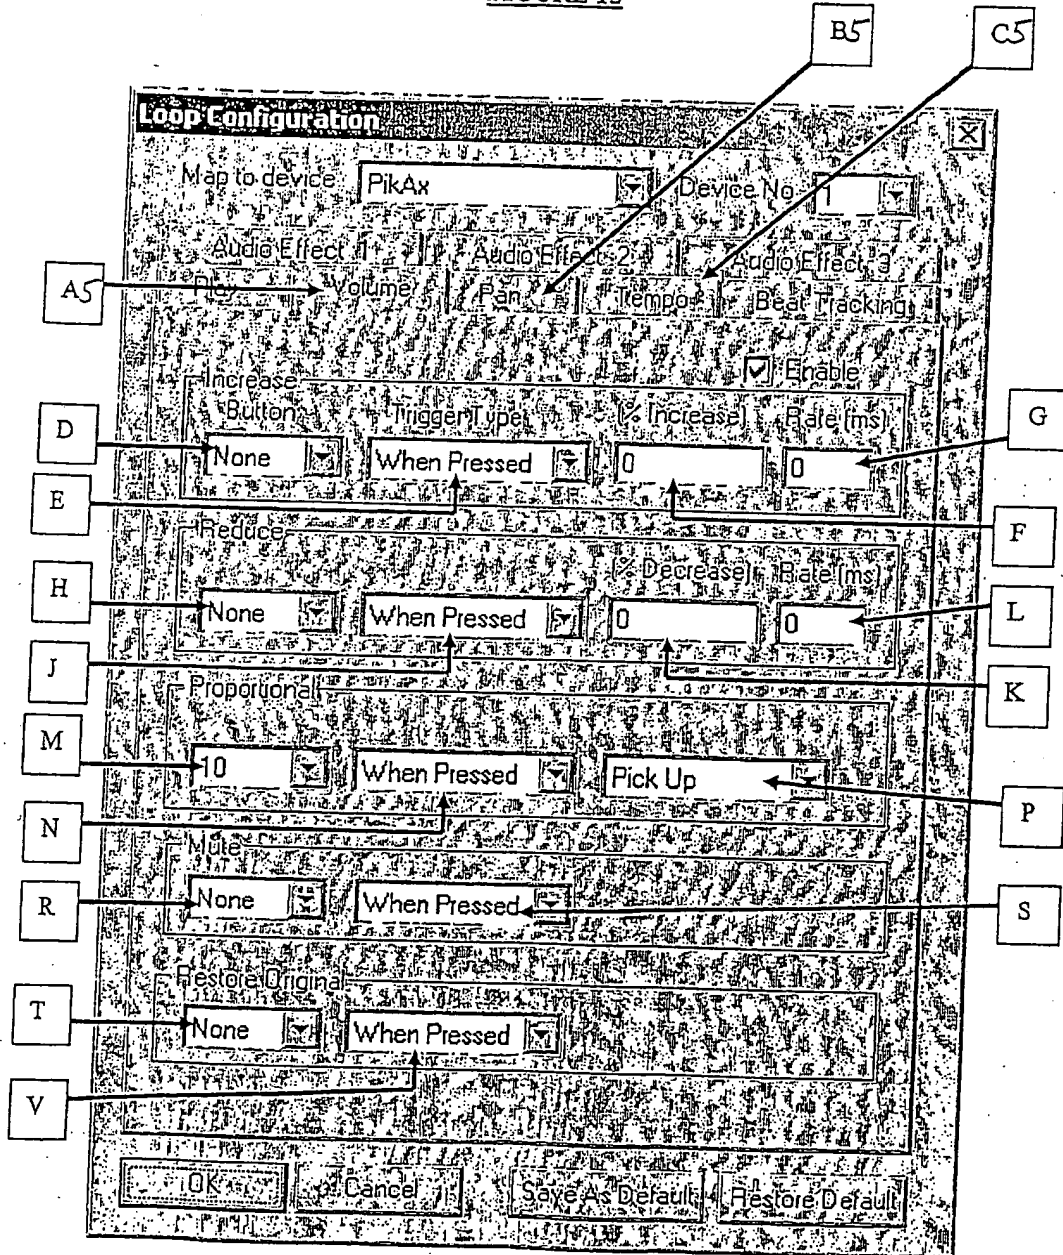 B5 C5
Loop Configuration
Map to device PikAx Device No 1
Audio Effect 1 Audio Effect 2 Audio Effect 3
A5
Play Volume Pan Tempo Beat Tracking
Enable
Increase
Button Trigger Type (% Increase) Rate (ms)
D None When Pressed 0 0 G
E F
Reduce
(% Decrease) Rate (ms)
H None When Pressed 0 0 L
J K
Proportional
M 10 When Pressed Pick Up
N P
Mute
R None When Pressed S
Restore Original
T None When Pressed
V
OK Cancel Save As Default Restore Default